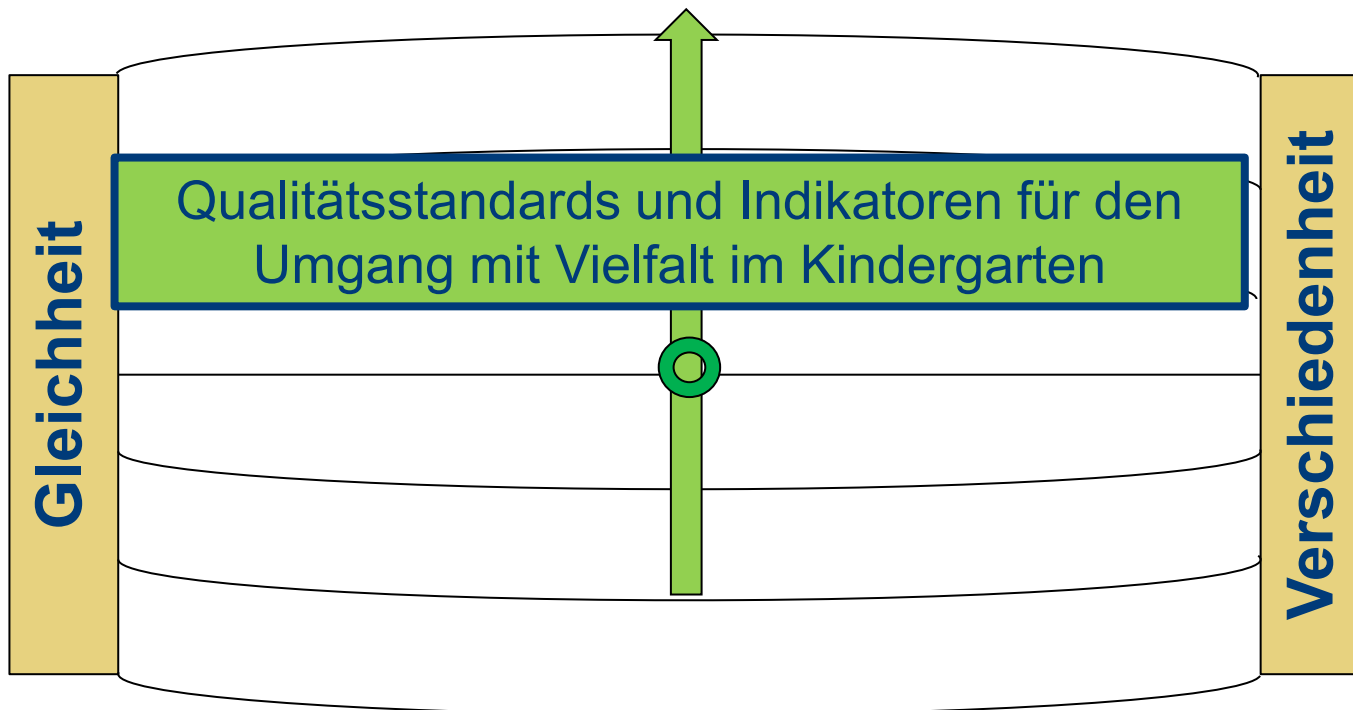 Gleichheit
Qualitätsstandards und Indikatoren für den
Umgang mit Vielfalt im Kindergarten
Verschiedenheit